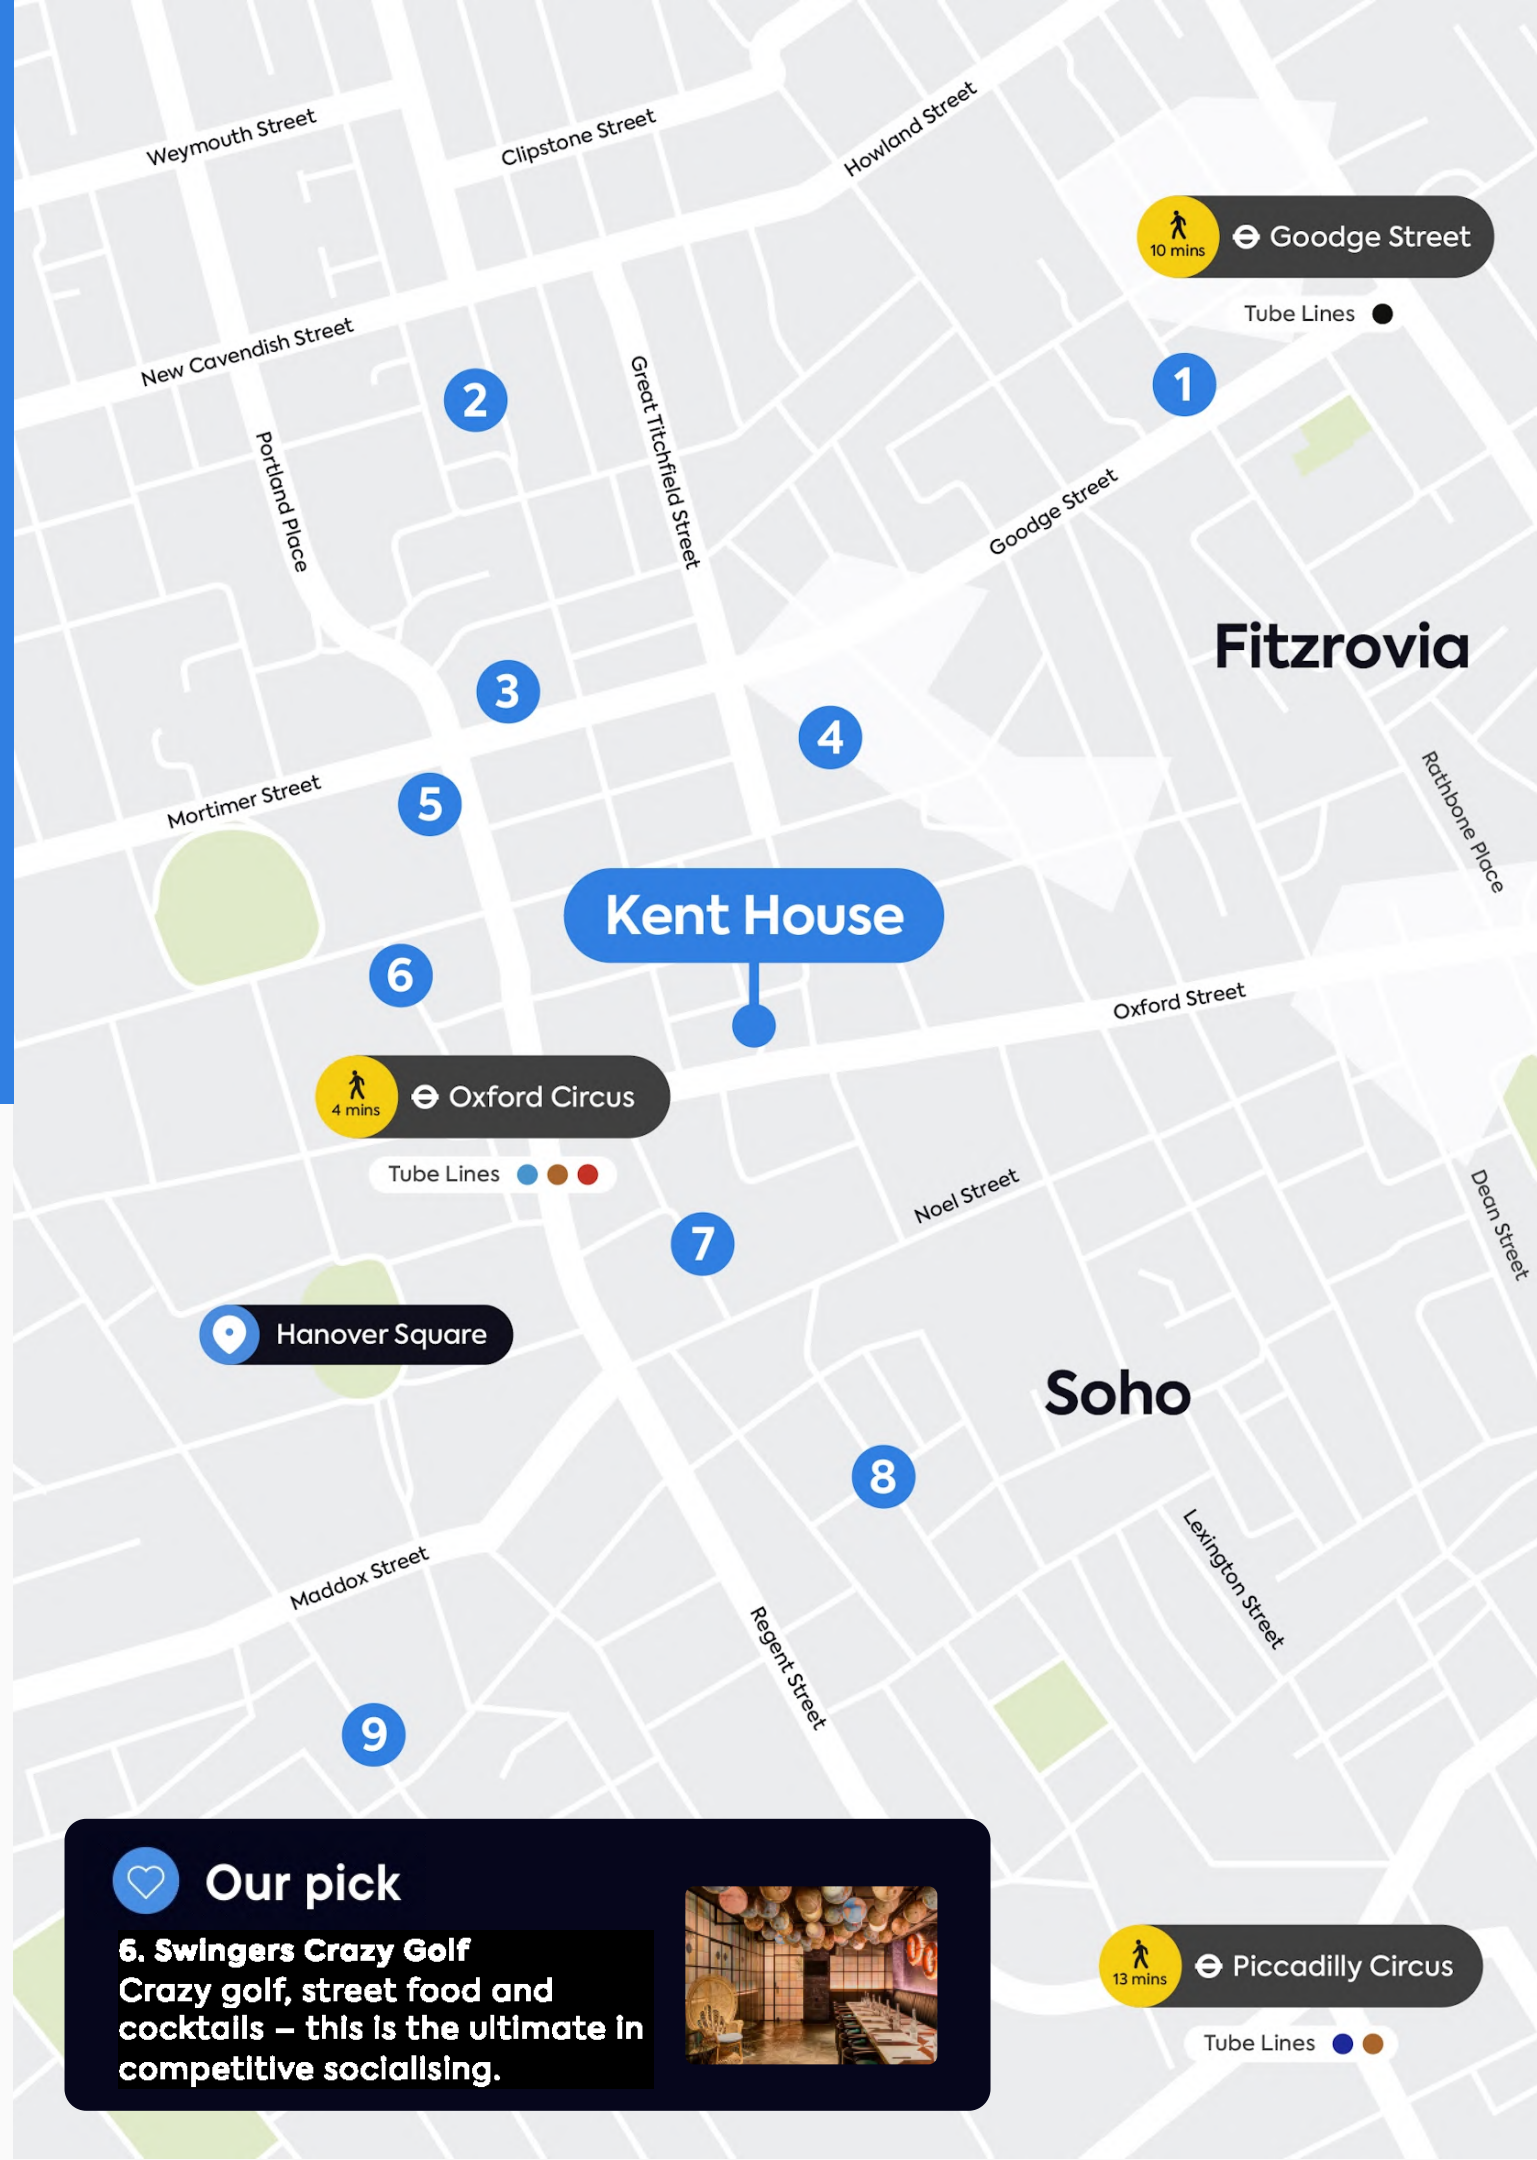 Weymouth Street
Clipstone Street
Howland Street
10 mins
Goodge Street
Tube Lines
New Cavendish Street
1
2
Great Titchfield Street
Portland Place
Goodge Street
Fitzrovia
3
4
Rathbone Place
Mortimer Street
5
Kent House
6
Oxford Street
4 mins
Oxford Circus
Tube Lines
Noel Street
Dean Street
7
Hanover Square
Soho
8
Lexington Street
Maddox Street
Regent Street
9
Our pick
6. Swingers Crazy Golf
Crazy golf, street food and
cocktails – this is the ultimate in
competitive socialising.
13 mins
Piccadilly Circus
Tube Lines